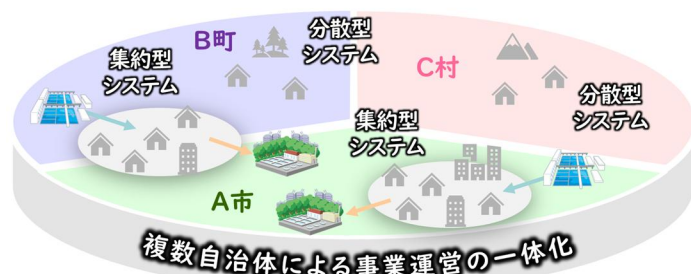 B町
分散型
システム
集約型
システム
C村
分散型
システム
集約型
システム
A市
複数自治体による事業運営の一体化